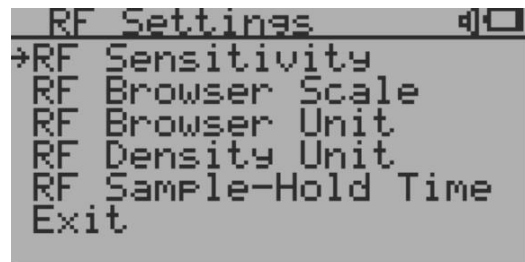 RF Settings
→RF Sensitivity
RF Browser Scale
RF Browser Unit
RF Density Unit
RF Sample-Hold Time
Exit